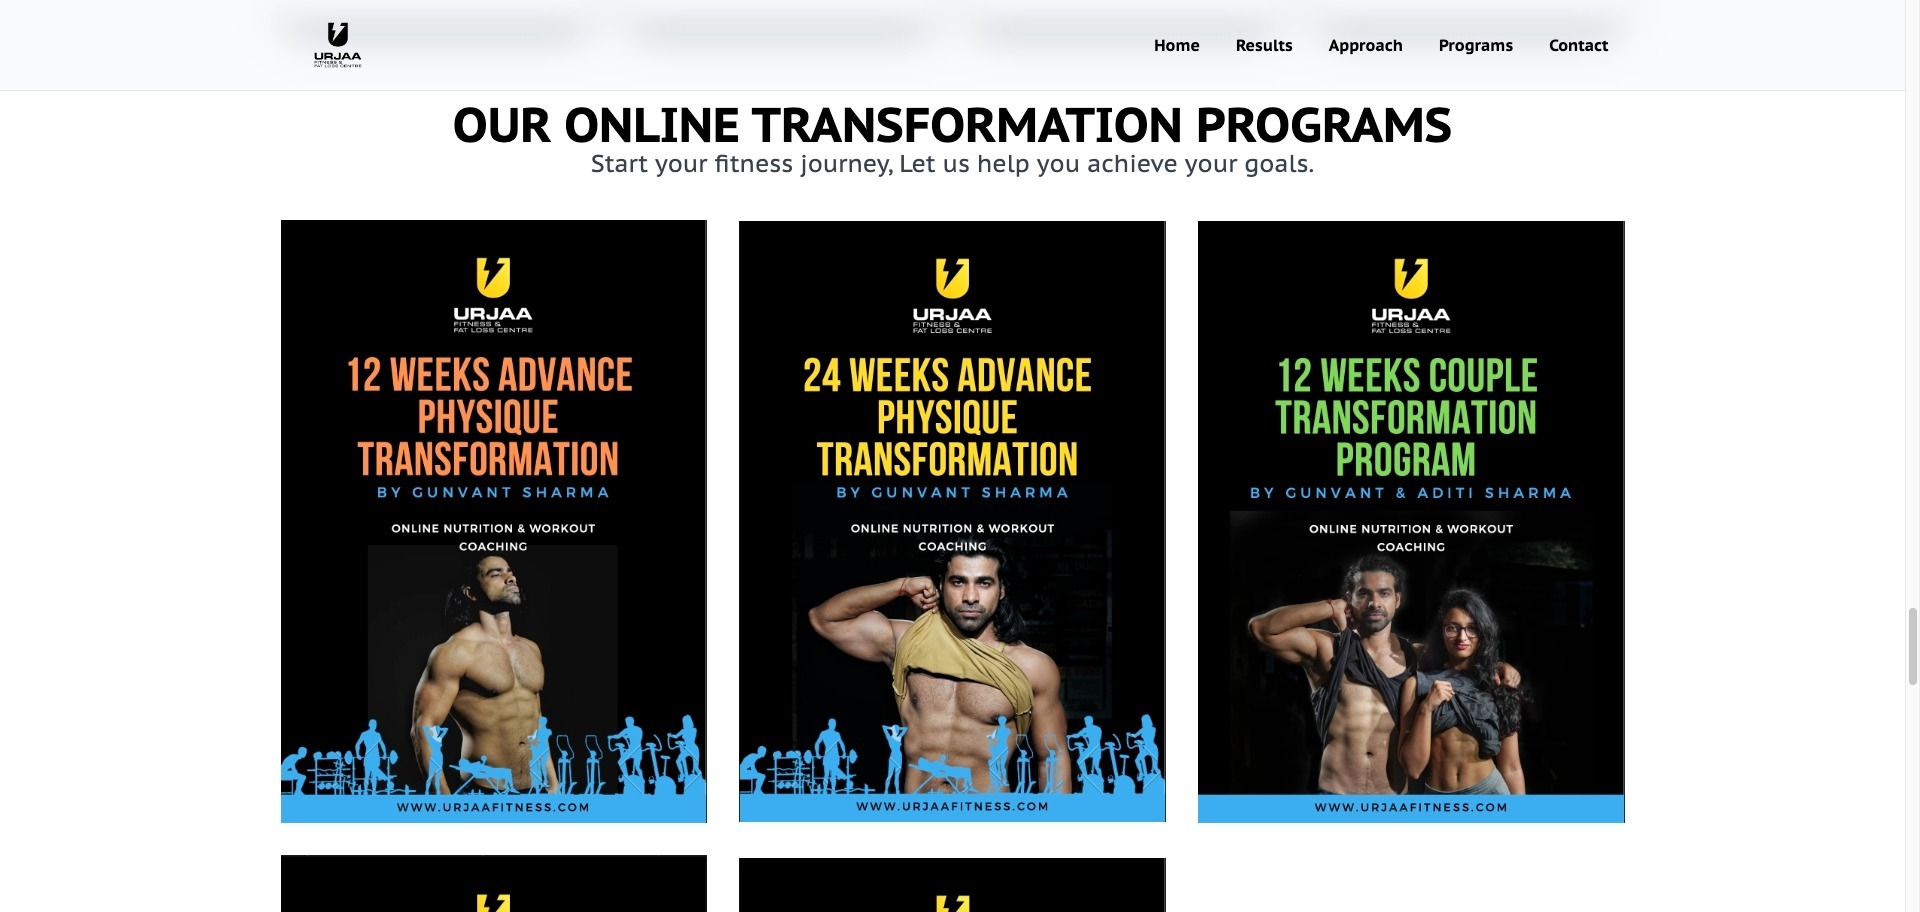 URJAA
FITNESS &
FAT LOSS CENTRE
Home
Results
Approach
Programs
Contact
OUR ONLINE TRANSFORMATION PROGRAMS
Start your fitness journey, Let us help you achieve your goals.
URJAA
FITNESS &
FAT LOSS CENTRE
12 WEEKS ADVANCE
PHYSIQUE
TRANSFORMATION
BY GUNVANT SHARMA
ONLINE NUTRITION & WORKOUT
COACHING
WWW.URJAAFITNESS.COM
URJAA
FITNESS &
FAT LOSS CENTRE
24 WEEKS ADVANCE
PHYSIQUE
TRANSFORMATION
BY GUNVANT SHARMA
ONLINE NUTRITION & WORKOUT
COACHING
WWW.URJAAFITNESS.COM
URJAA
FITNESS &
FAT LOSS CENTRE
12 WEEKS COUPLE
TRANSFORMATION
PROGRAM
BY GUNVANT & ADITI SHARMA
ONLINE NUTRITION & WORKOUT
COACHING
WWW.URJAAFITNESS.COM